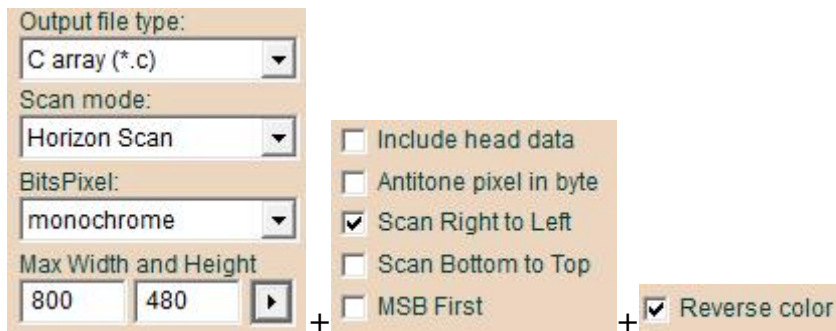 Output file type:
C array (*.c)
Scan mode:
Horizon Scan
BitsPixel:
monochrome
Max Width and Height
800 480
+
Include head data
Antitone pixel in byte
Scan Right to Left
Scan Bottom to Top
MSB First
+
Reverse color